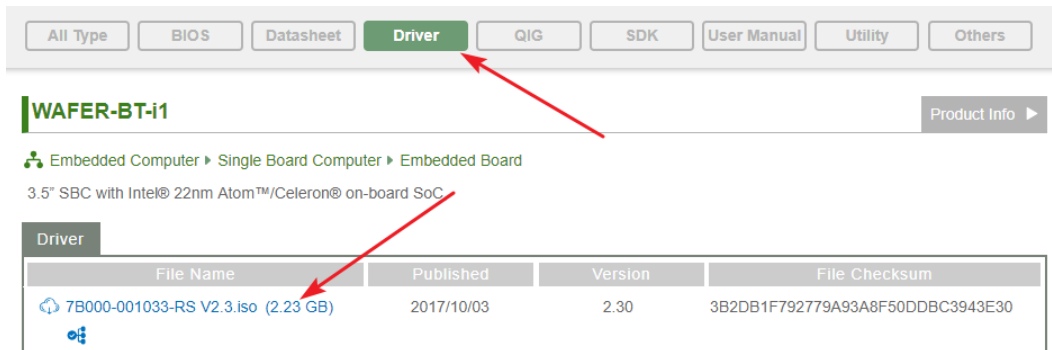 All Type BIOS Datasheet Driver QIG SDK User Manual Utility Others
WAFER-BT-i1
Product Info
Embedded Computer Single Board Computer Embedded Board
3.5" SBC with Intel® 22nm Atom™/Celeron® on-board SoC
Driver
File Name Published Version File Checksum
7B000-001033-RS V2.3.iso (2.23 GB) 2017/10/03 2.30 3B2DB1F792779A93A8F50DDBC3943E30